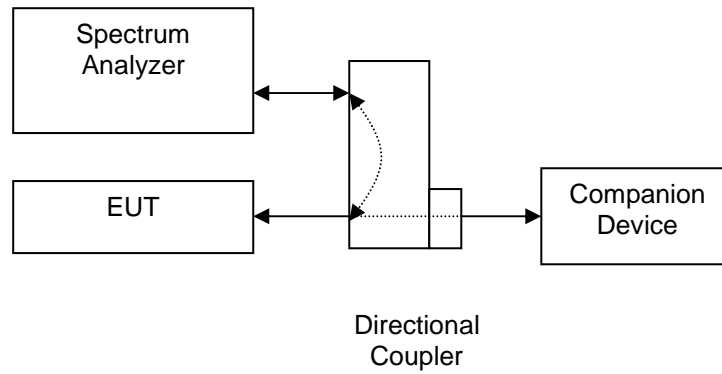 Spectrum
Analyzer
EUT
Companion
Device
Directional
Coupler